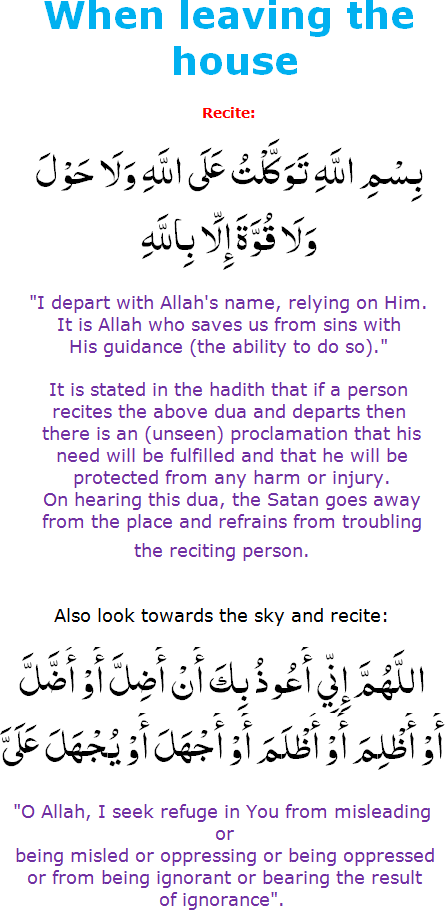 When leaving the
house
Recite:
بِسْمِ اللَّهِ تَوَكَّلْتُ عَلَى اللَّهِ وَلَا حَوْلَ
وَلَا قُوَّةَ إِلَّا بِاللَّهِ
"I depart with Allah's name, relying on Him.
It is Allah who saves us from sins with
His guidance (the ability to do so)."
It is stated in the hadith that if a person
recites the above dua and departs then
there is an (unseen) proclamation that his
need will be fulfilled and that he will be
protected from any harm or injury.
On hearing this dua, the Satan goes away
from the place and refrains from troubling
the reciting person.
Also look towards the sky and recite:
اللَّهُمَّ إِنِّي أَعُوذُ بِكَ أَنْ أَضِلَّ أَوْ أَضَلَّ
أَوْ أَظْلِمَ أَوْ أَظْلَمَ أَوْ أَجْهَلَ أَوْ يُجْهَلَ عَلَىَّ
"O Allah, I seek refuge in You from misleading
or
being misled or oppressing or being oppressed
or from being ignorant or bearing the result
of ignorance".